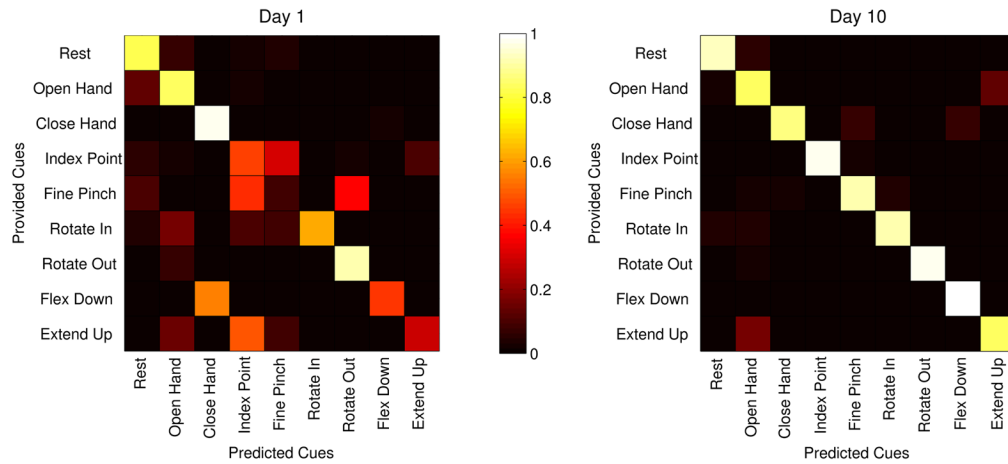 Day 1
Rest
Open Hand
Close Hand
Index Point
Fine Pinch
Rotate In
Rotate Out
Flex Down
Extend Up
Provided Cues
Rest
Open Hand
Close Hand
Index Point
Fine Pinch
Rotate In
Rotate Out
Flex Down
Extend Up
Predicted Cues
1
0.8
0.6
0.4
0.2
0
Day 10
Rest
Open Hand
Close Hand
Index Point
Fine Pinch
Rotate In
Rotate Out
Flex Down
Extend Up
Provided Cues
Rest
Open Hand
Close Hand
Index Point
Fine Pinch
Rotate In
Rotate Out
Flex Down
Extend Up
Predicted Cues